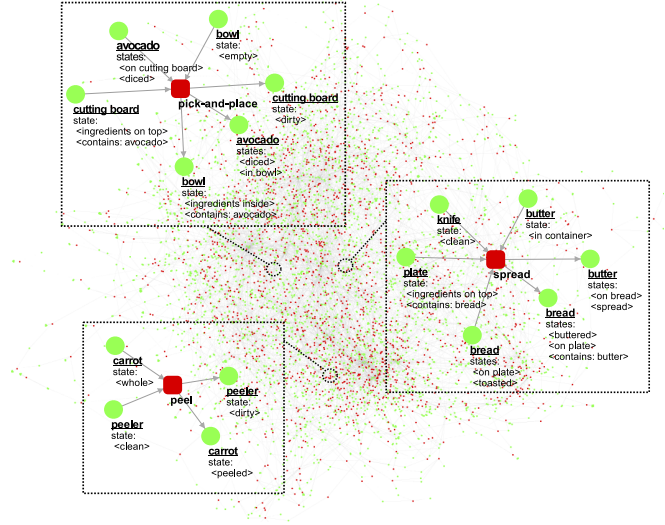 bowl
state:
<empty>
avocado
states:
<on cutting board>
<diced>
pick-and-place
cutting board
state:
<ingredients on top>
<contains: avocado>
cutting board
state:
<dirty>
avocado
states:
<diced>
<in bowl>
bowl
state:
<ingredients inside>
<contains: avocado>
knife
state:
<clean>
butter
state:
<in container>
plate
state:
<ingredients on top>
<contains: bread>
spread
butter
states:
<on bread>
<spread>
bread
states:
<buttered>
<on plate>
<contains: butter>
bread
states:
<on plate>
<toasted>
carrot
state:
<whole>
peel
peeler
state:
<dirty>
peeler
state:
<clean>
carrot
state:
<peeled>